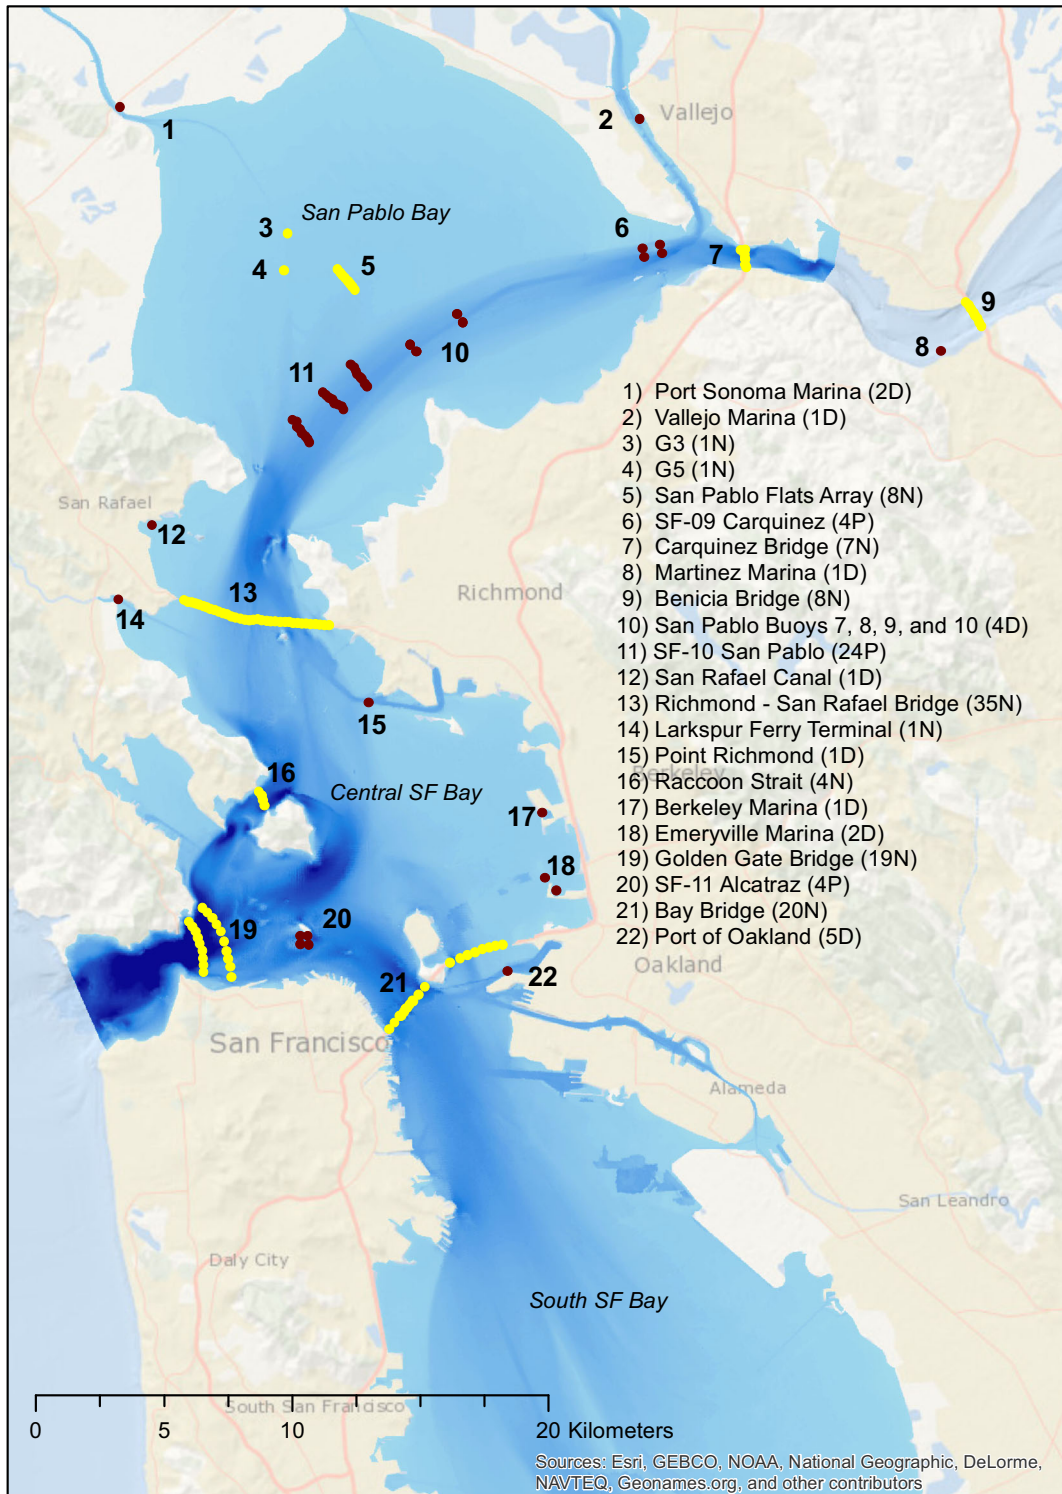 1
2
Vallejo
San Pablo Bay
3
4
5
6
7
8
9
10
11
1) Port Sonoma Marina (2D)
2) Vallejo Marina (1D)
3) G3 (1N)
4) G5 (1N)
5) San Pablo Flats Array (8N)
6) SF-09 Carquinez (4P)
7) Carquinez Bridge (7N)
8) Martinez Marina (1D)
9) Benicia Bridge (8N)
10) San Pablo Buoys 7, 8, 9, and 10 (4D)
11) SF-10 San Pablo (24P)
12) San Rafael Canal (1D)
13) Richmond - San Rafael Bridge (35N)
14) Larkspur Ferry Terminal (1N)
15) Point Richmond (1D)
16) Raccoon Strait (4N)
17) Berkeley Marina (1D)
18) Emeryville Marina (2D)
19) Golden Gate Bridge (19N)
20) SF-11 Alcatraz (4P)
21) Bay Bridge (20N)
22) Port of Oakland (5D)
San Rafael
12
13
Richmond
14
15
16
Central SF Bay
Berkeley
17
18
19
20
21
22
Oakland
San Francisco
Alameda
San Leandro
Daly City
South SF Bay
South San Francisco
0 5 10 20 Kilometers
Sources: Esri, GEBCO, NOAA, National Geographic, DeLorme,
NAVTEQ, Geonames.org, and other contributors